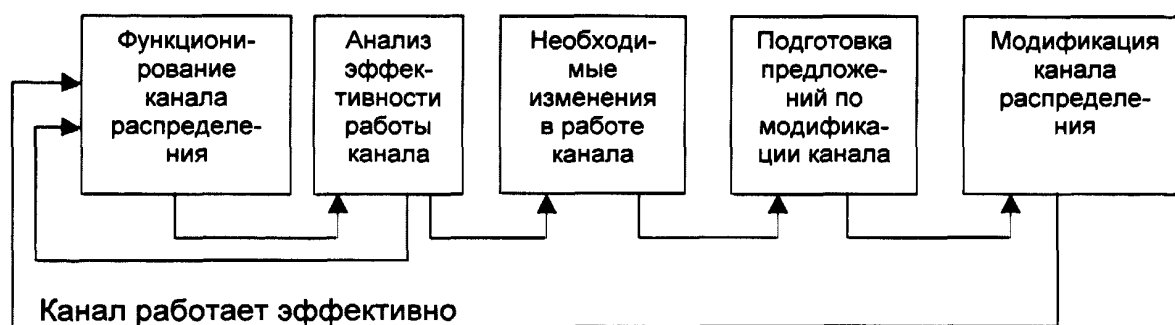 Функциони-
рование
канала
распределе-
ния
Анализ
эффек-
тивности
работы
канала
Необходи-
мые
изменения
в работе
канала
Подготовка
предложе-
ний по
модифика-
ции канала
Модификация
канала
распределе-
ния
Канал работает эффективно